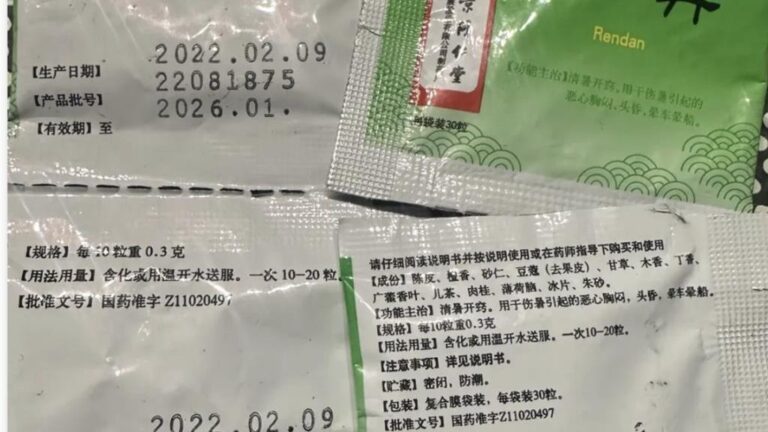 2022.02.09
【生产日期】
22081875
【产品批号】
2026.01.
【有效期】至
Rendan
【功能主治】清暑开窍。用于伤暑引起的
恶心胸闷、头昏，晕车晕船。
每袋装30粒
【规格】每10粒重0.3克
【用法用量】含化或用温开水送服。一次10-20粒
【批准文号】国药准字 Z11020497
2022.02.09
请仔细阅读说明书并按说明使用或在药师指导下购买和使用
【成份】陈皮、檀香、砂仁、豆蔻（去果皮）、甘草、木香、丁香、
广藿香叶、儿茶、肉桂、薄荷脑、冰片、朱砂。
【功能主治】清暑开窍。用于伤暑引起的恶心胸闷，头昏，晕车晕船。
【规格】每10粒重0.3克
【用法用量】含化或用温开水送服。一次10-20粒。
【注意事项】详见说明书。
【贮藏】密闭，防潮。
【包装】复合膜袋装，每袋装30粒。
【批准文号】国药准字Z11020497